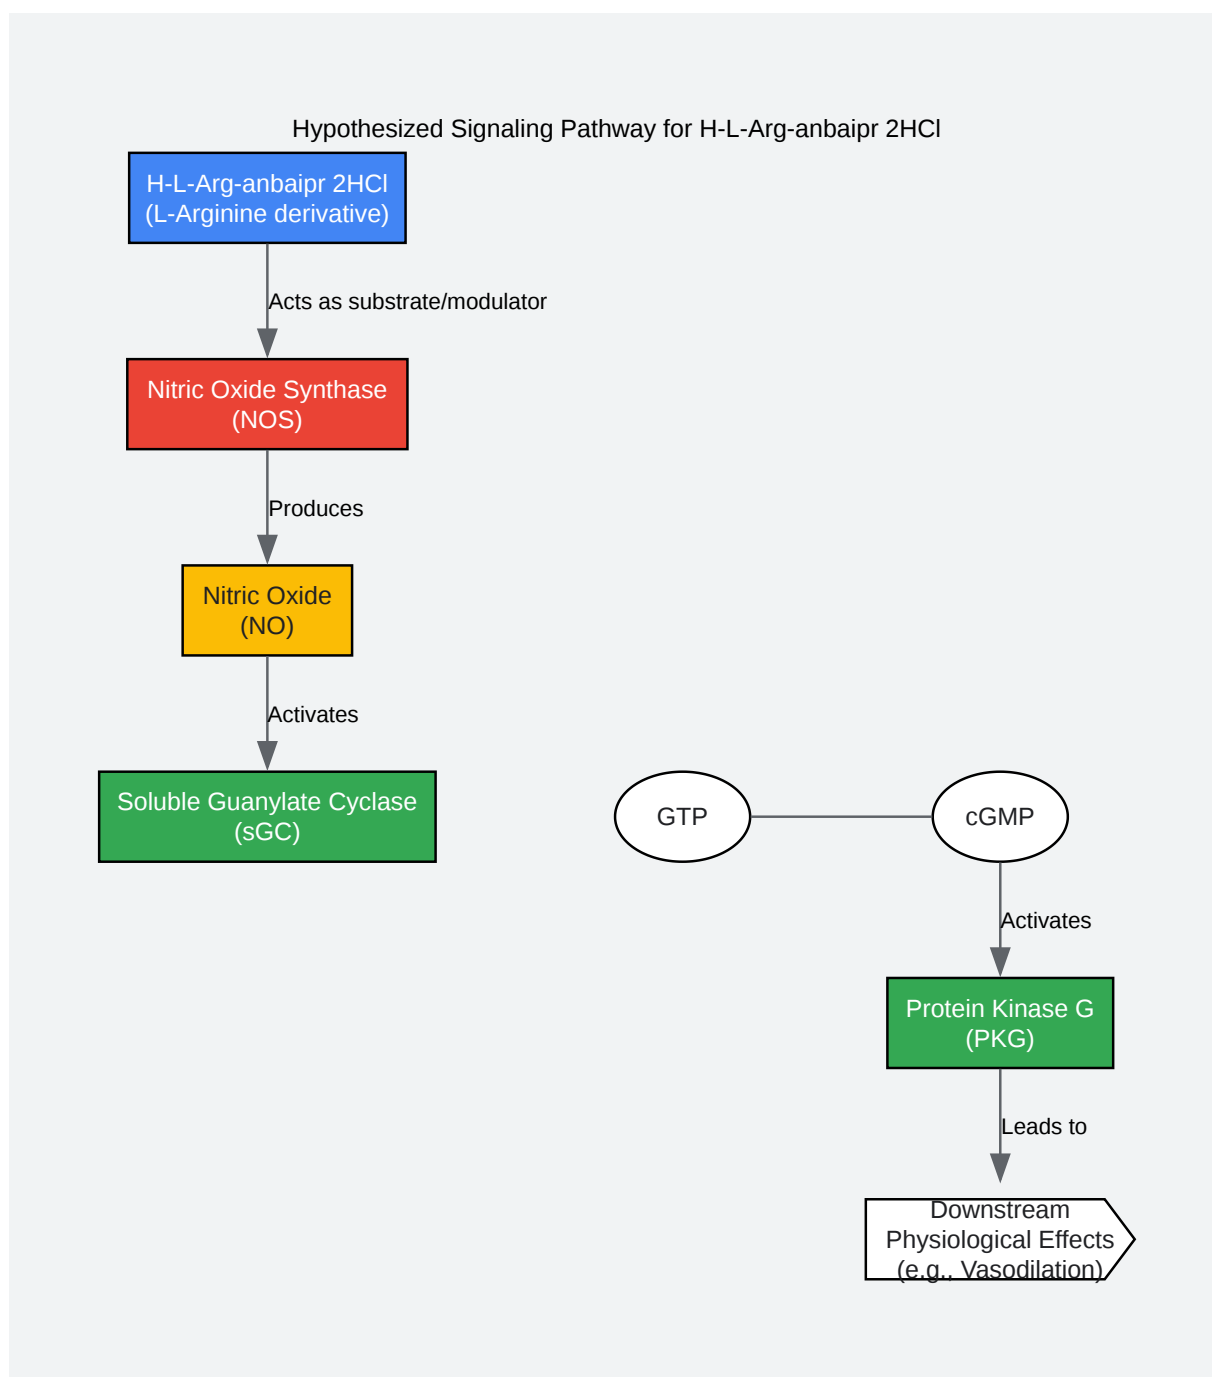 Hypothesized Signaling Pathway for H-L-Arg-anbaipr 2HCl
H-L-Arg-anbaipr 2HCl
(L-Arginine derivative)
Acts as substrate/modulator
Nitric Oxide Synthase
(NOS)
Produces
Nitric Oxide
(NO)
Activates
Soluble Guanylate Cyclase
(sGC)
GTP
cGMP
Activates
Protein Kinase G
(PKG)
Leads to
Downstream
Physiological Effects
(e.g., Vasodilation)